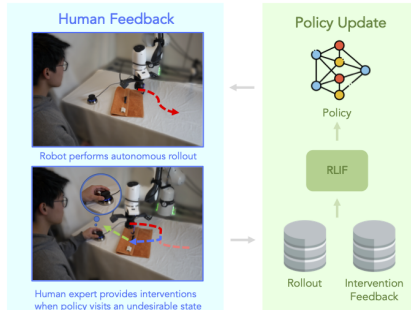 Human Feedback
Robot performs autonomous rollout
Human expert provides interventions
when policy visits an undesirable state
Policy Update
Policy
RLIF
Rollout
Intervention
Feedback